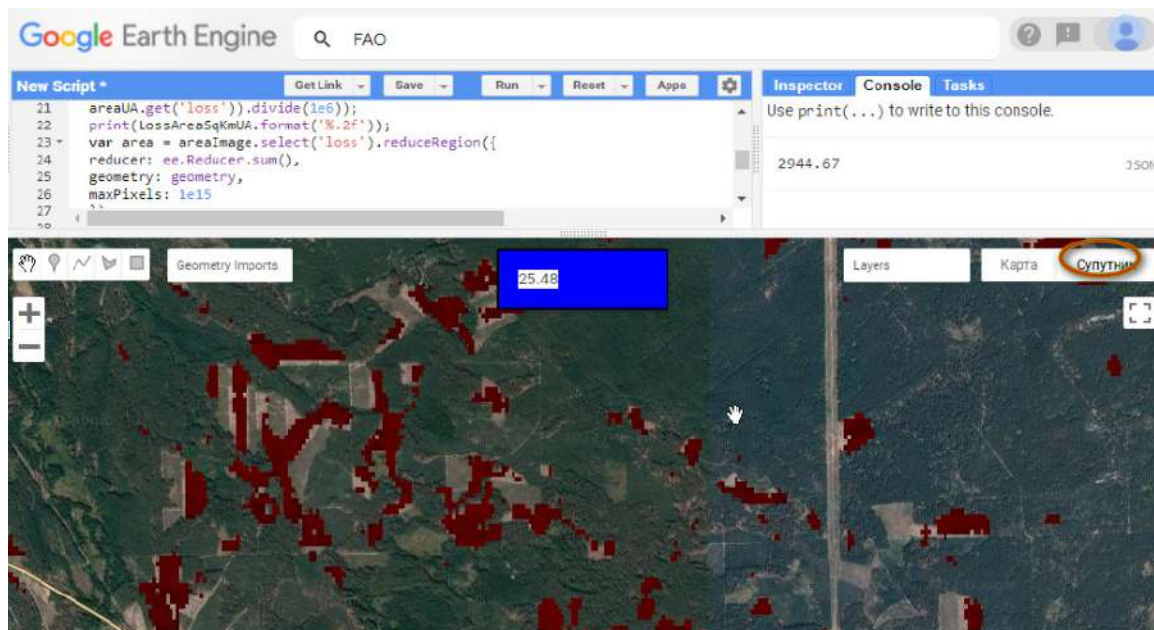 Google Earth Engine
FAO
New Script *
Get Link
Save
Run
Reset
Apps
Inspector
Console
Tasks
21 areaUA.get('loss')).divide(1e6));
22 print(LossAreaSqKmUA.format('%.2f'));
23 var area = areaImage.select('loss').reduceRegion({
24 reducer: ee.Reducer.sum(),
25 geometry: geometry,
26 maxPixels: 1e15
27
28
Use print(...) to write to this console.
2944.67
JSON
Geometry Imports
25.48
Layers
Карта
Супутник